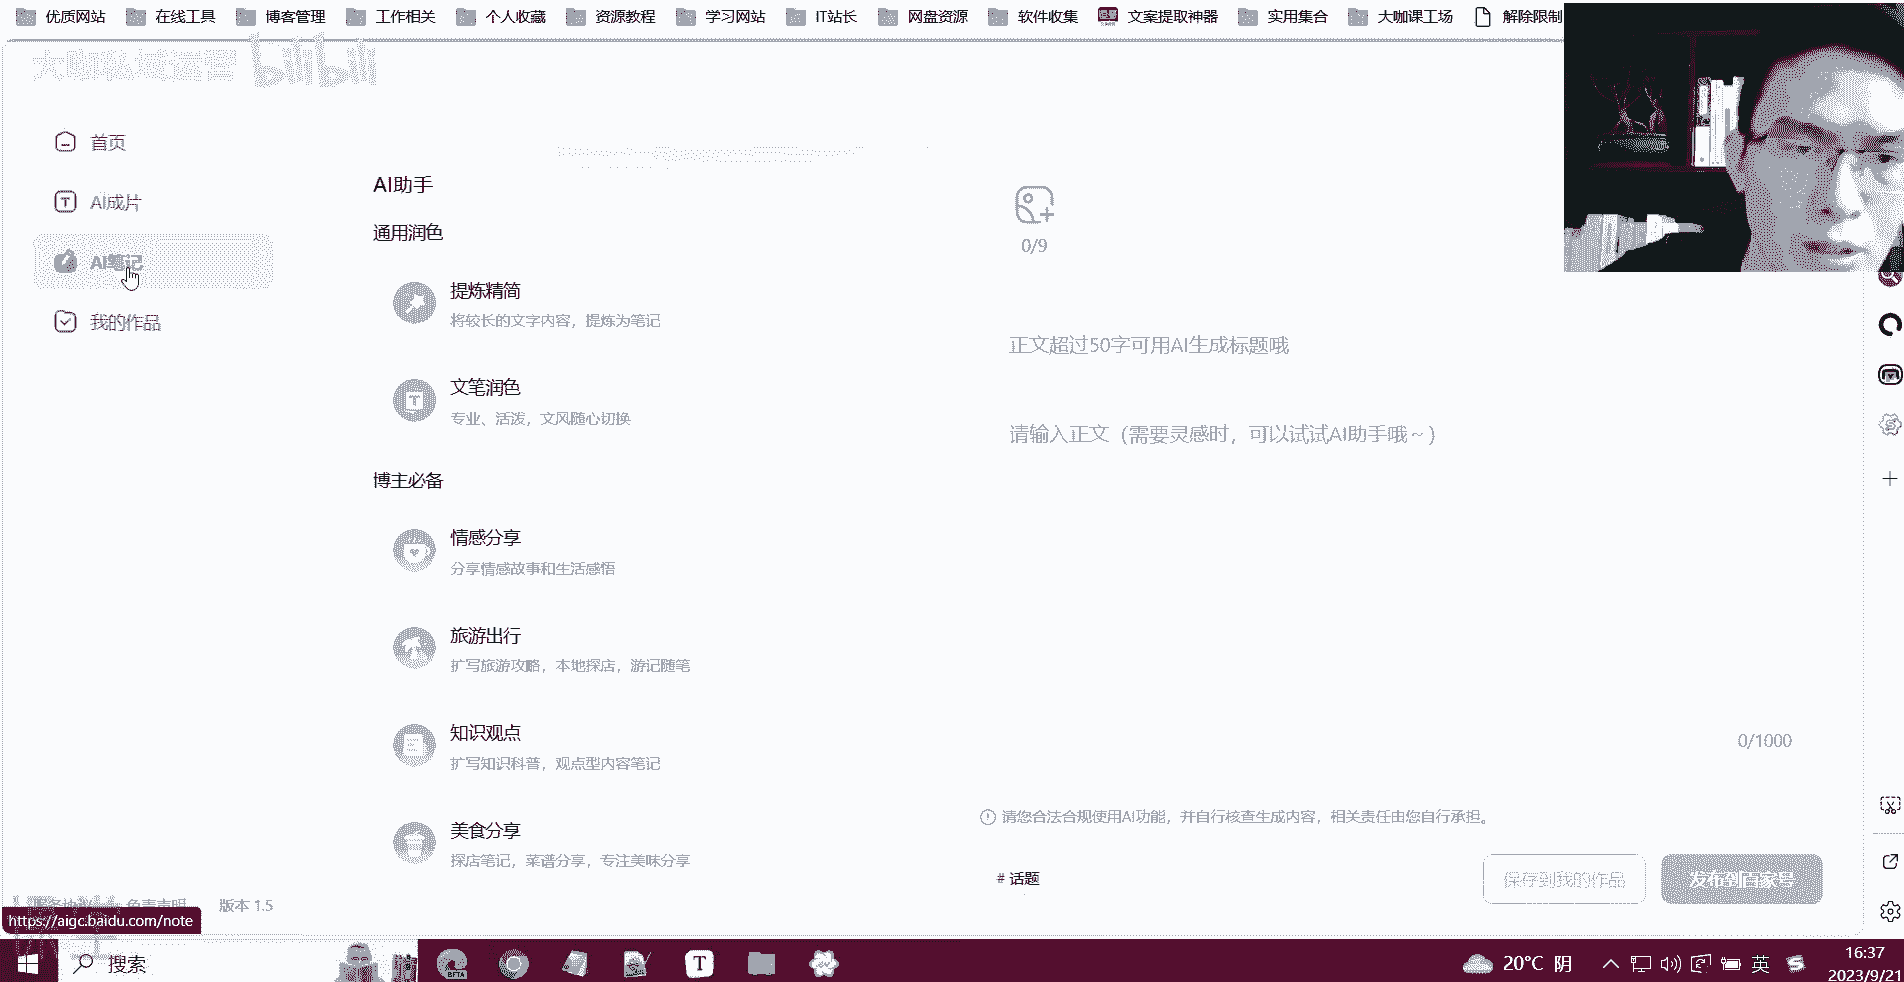 优质网站 在线工具 博客管理 工作相关 个人收藏 资源教程 学习网站 IT站长 网盘资源 软件收集 文案提取神器 实用集合 大咖课工场 解除限制
大咖私域运营 bilibili
首页
AI成片
AI笔记
我的作品
AI助手
通用润色
提炼精简
将较长的文字内容，提炼为笔记
文笔润色
专业、活泼，文风随心切换
博主必备
情感分享
分享情感故事和生活感悟
旅游出行
扩写旅游攻略，本地探店，游记随笔
知识观点
扩写知识科普，观点型内容笔记
美食分享
探店笔记，菜谱分享，专注美味分享
0/9
正文超过50字可用AI生成标题哦
请输入正文（需要灵感时，可以试试AI助手哦～）
0/1000
请您合法合规使用AI功能，并自行核查生成内容，相关责任由您自行承担。
# 话题
保存到我的作品 发布到百家号
免责声明 版本 1.5
https://aigc.baidu.com/note
搜索
BETA
T
20°C 阴
英
16:37
2023/9/21